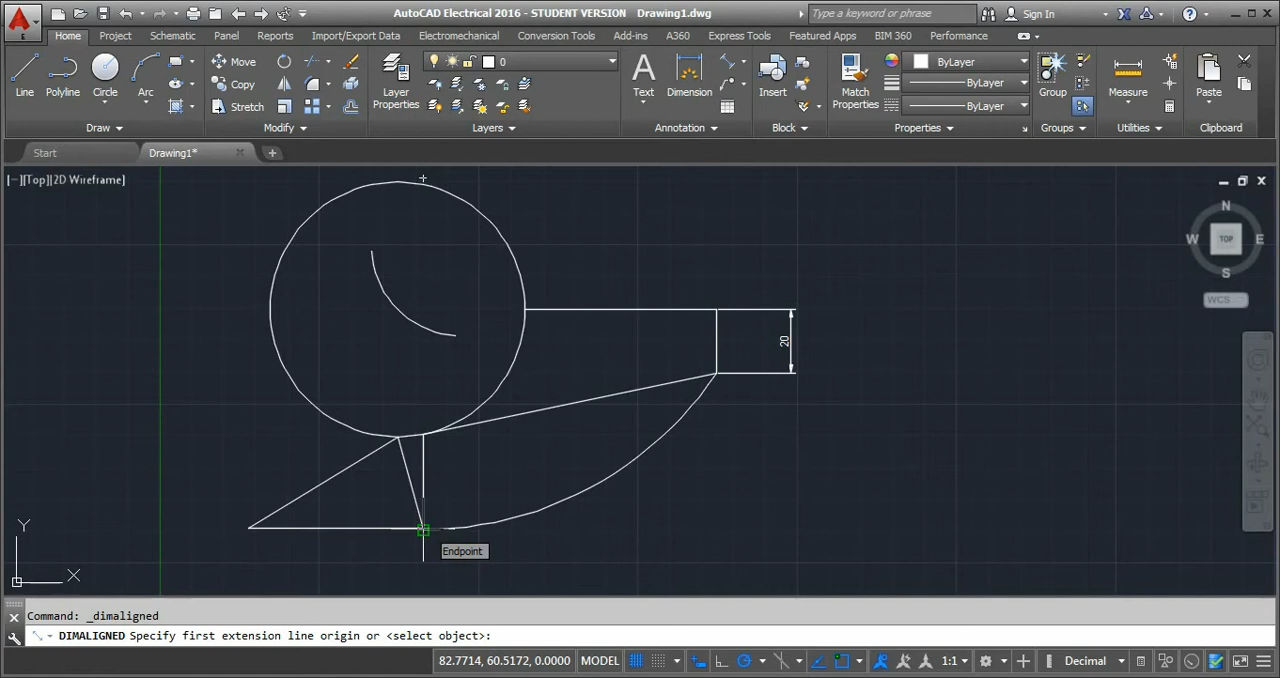 AutoCAD Electrical 2016 - STUDENT VERSION Drawing1.dwg
Type a keyword or phrase
Sign In
E
Home Project Schematic Panel Reports Import/Export Data Electromechanical Conversion Tools Add-ins A360 Express Tools Featured Apps BIM 360 Performance
Line Polyline Circle Arc
Move
Copy
Stretch
Layer Properties
0
Text Dimension
Insert
Match Properties
ByLayer
ByLayer
ByLayer
Group
Measure
Paste
Draw Modify Layers Annotation Block Properties Groups Utilities Clipboard
Start Drawing1*
[−][Top][2D Wireframe]
N
W TOP E
S
WCS
20
Endpoint
Y
X
Command: _dimaligned
DIMALIGNED Specify first extension line origin or <select object>:
82.7714, 60.5172, 0.0000 MODEL 1:1 Decimal